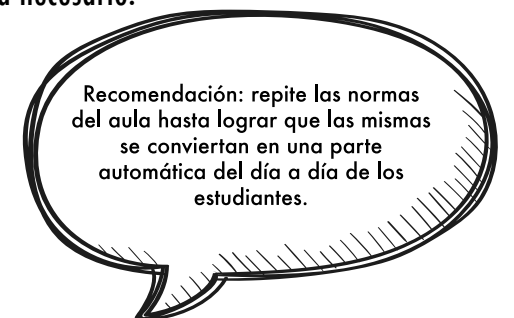 necesario.
Recomendación: repite las normas
del aula hasta lograr que las mismas
se conviertan en una parte
automática del día a día de los
estudiantes.